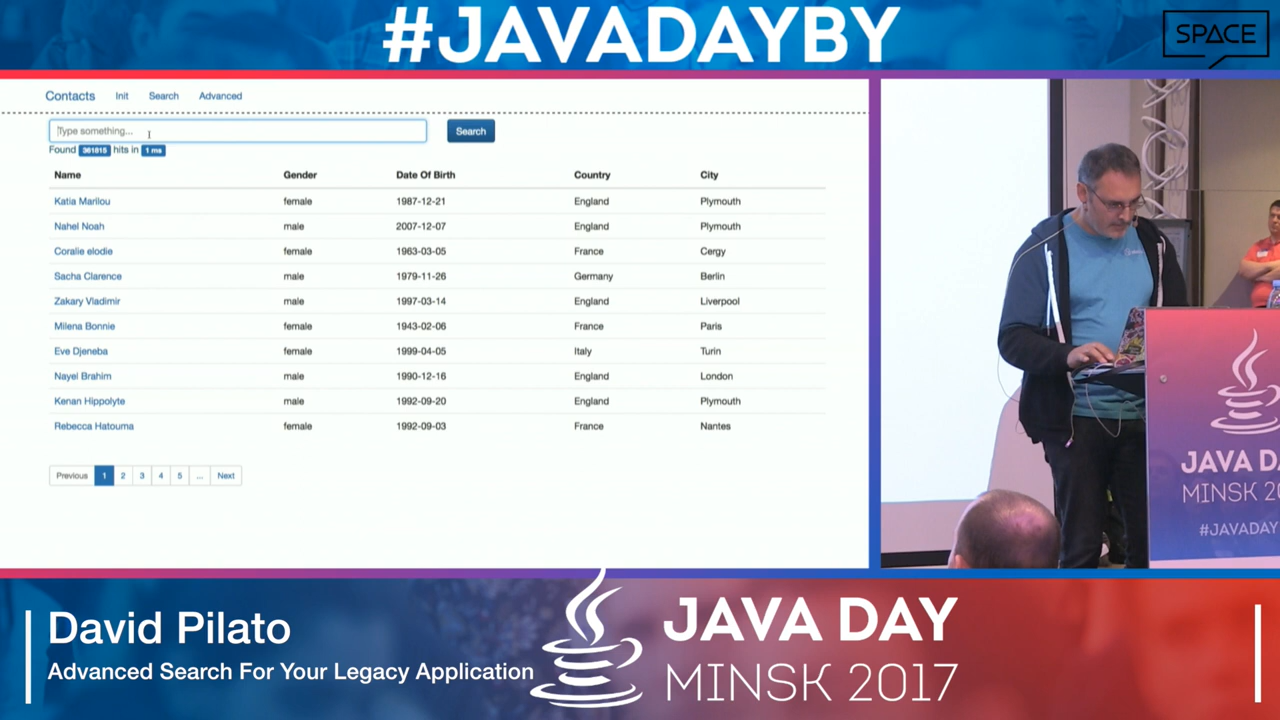 #JAVADAYBY
SPACE
Contacts Init Search Advanced
Type something... Search
Found 361815 hits in 1 ms
Name Gender Date Of Birth Country City
Katia Marilou female 1987-12-21 England Plymouth
Nahel Noah male 2007-12-07 England Plymouth
Coralie elodie female 1963-03-05 France Cergy
Sacha Clarence male 1979-11-26 Germany Berlin
Zakary Vladimir male 1997-03-14 England Liverpool
Milena Bonnie female 1943-02-06 France Paris
Eve Djeneba female 1999-04-05 Italy Turin
Nayel Brahim male 1990-12-16 England London
Kenan Hippolyte male 1992-09-20 England Plymouth
Rebecca Hatouma female 1992-09-03 France Nantes
Previous 1 2 3 4 5 ... Next
JAVA DA
MINSK 20
#JAVADAY
David Pilato
Advanced Search For Your Legacy Application
JAVA DAY
MINSK 2017